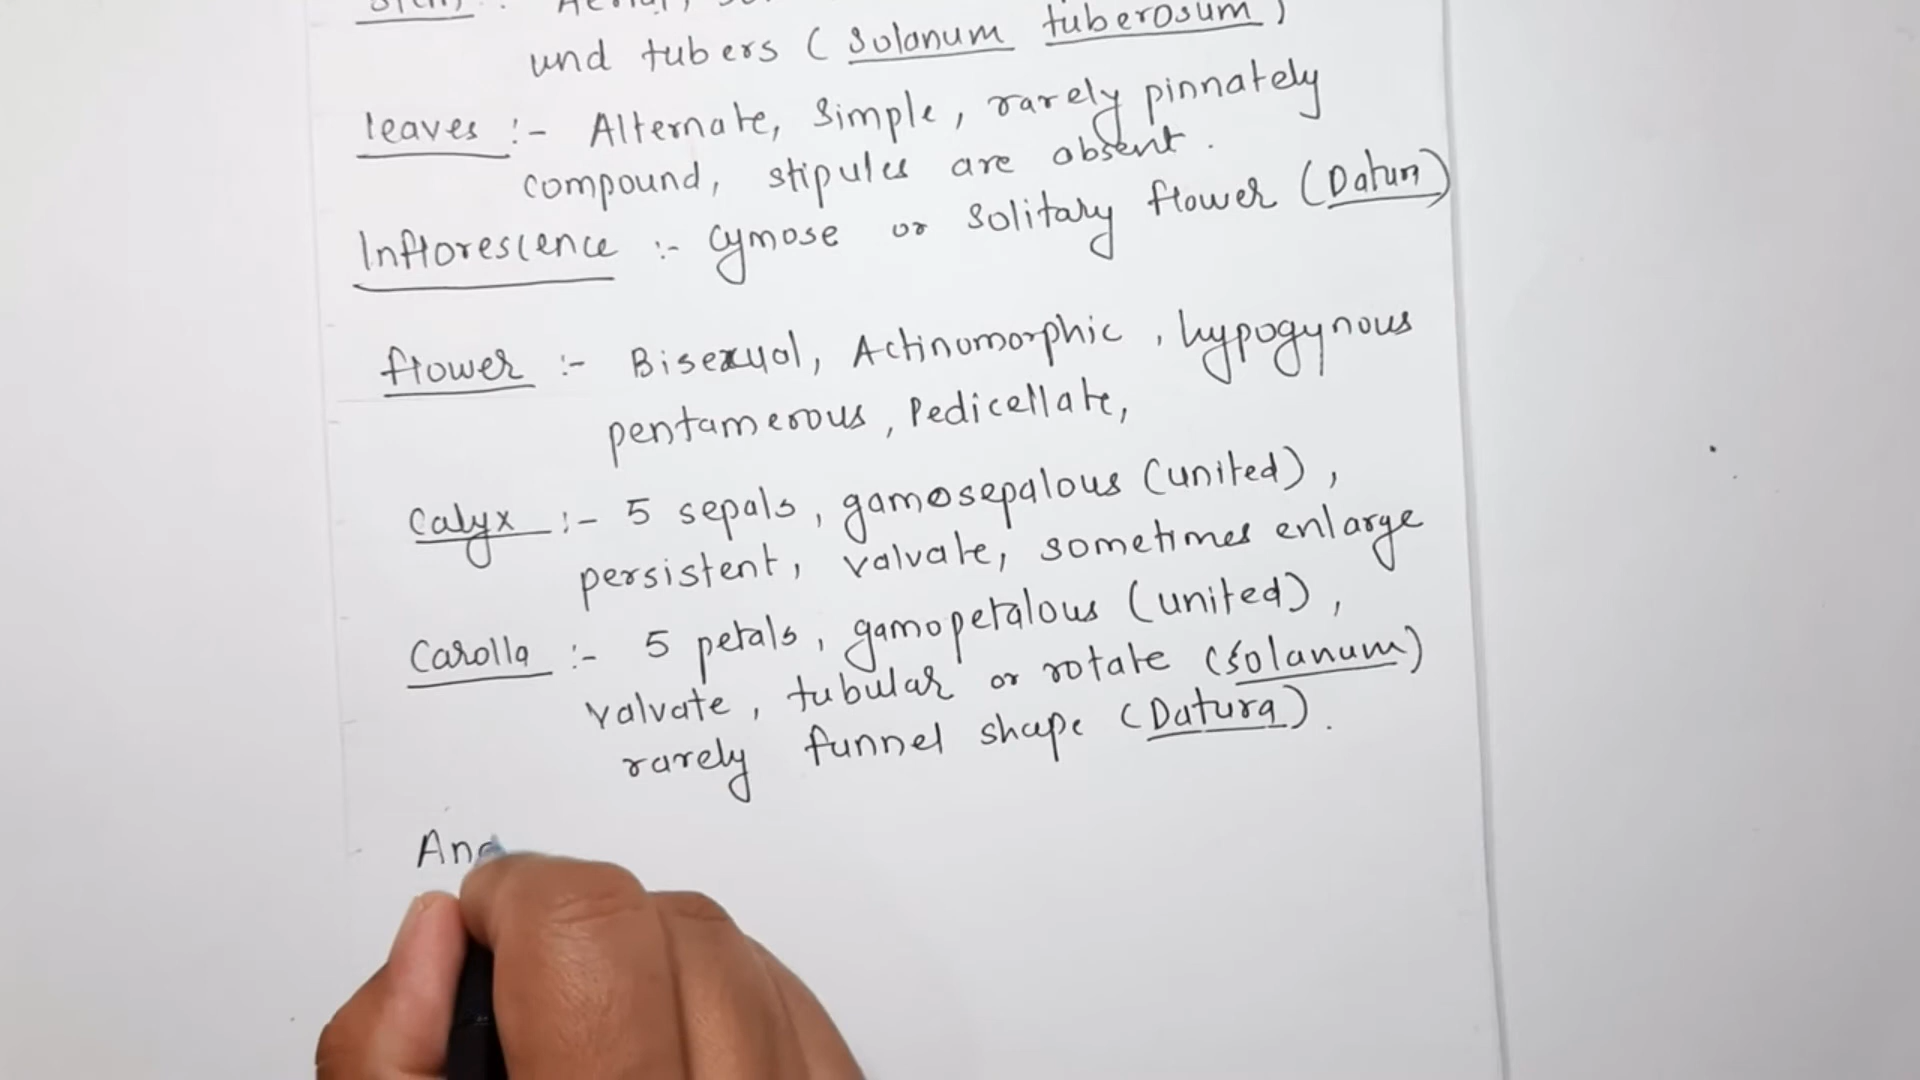 und tubers (Solanum tuberosum)
leaves :- Alternate, Simple, rarely pinnately
compound, stipules are absent.
Inflorescence :- Cymose or Solitary flower (Datura)
flower :- Bisexual, Actinomorphic, hypogynous
pentamerous, Pedicellate,
Calyx :- 5 sepals, gamosepalous (united),
persistent, valvate, sometimes enlarge
Carolla :- 5 petals, gamopetalous (united),
valvate, tubular or rotate (Solanum)
rarely funnel shape (Datura).